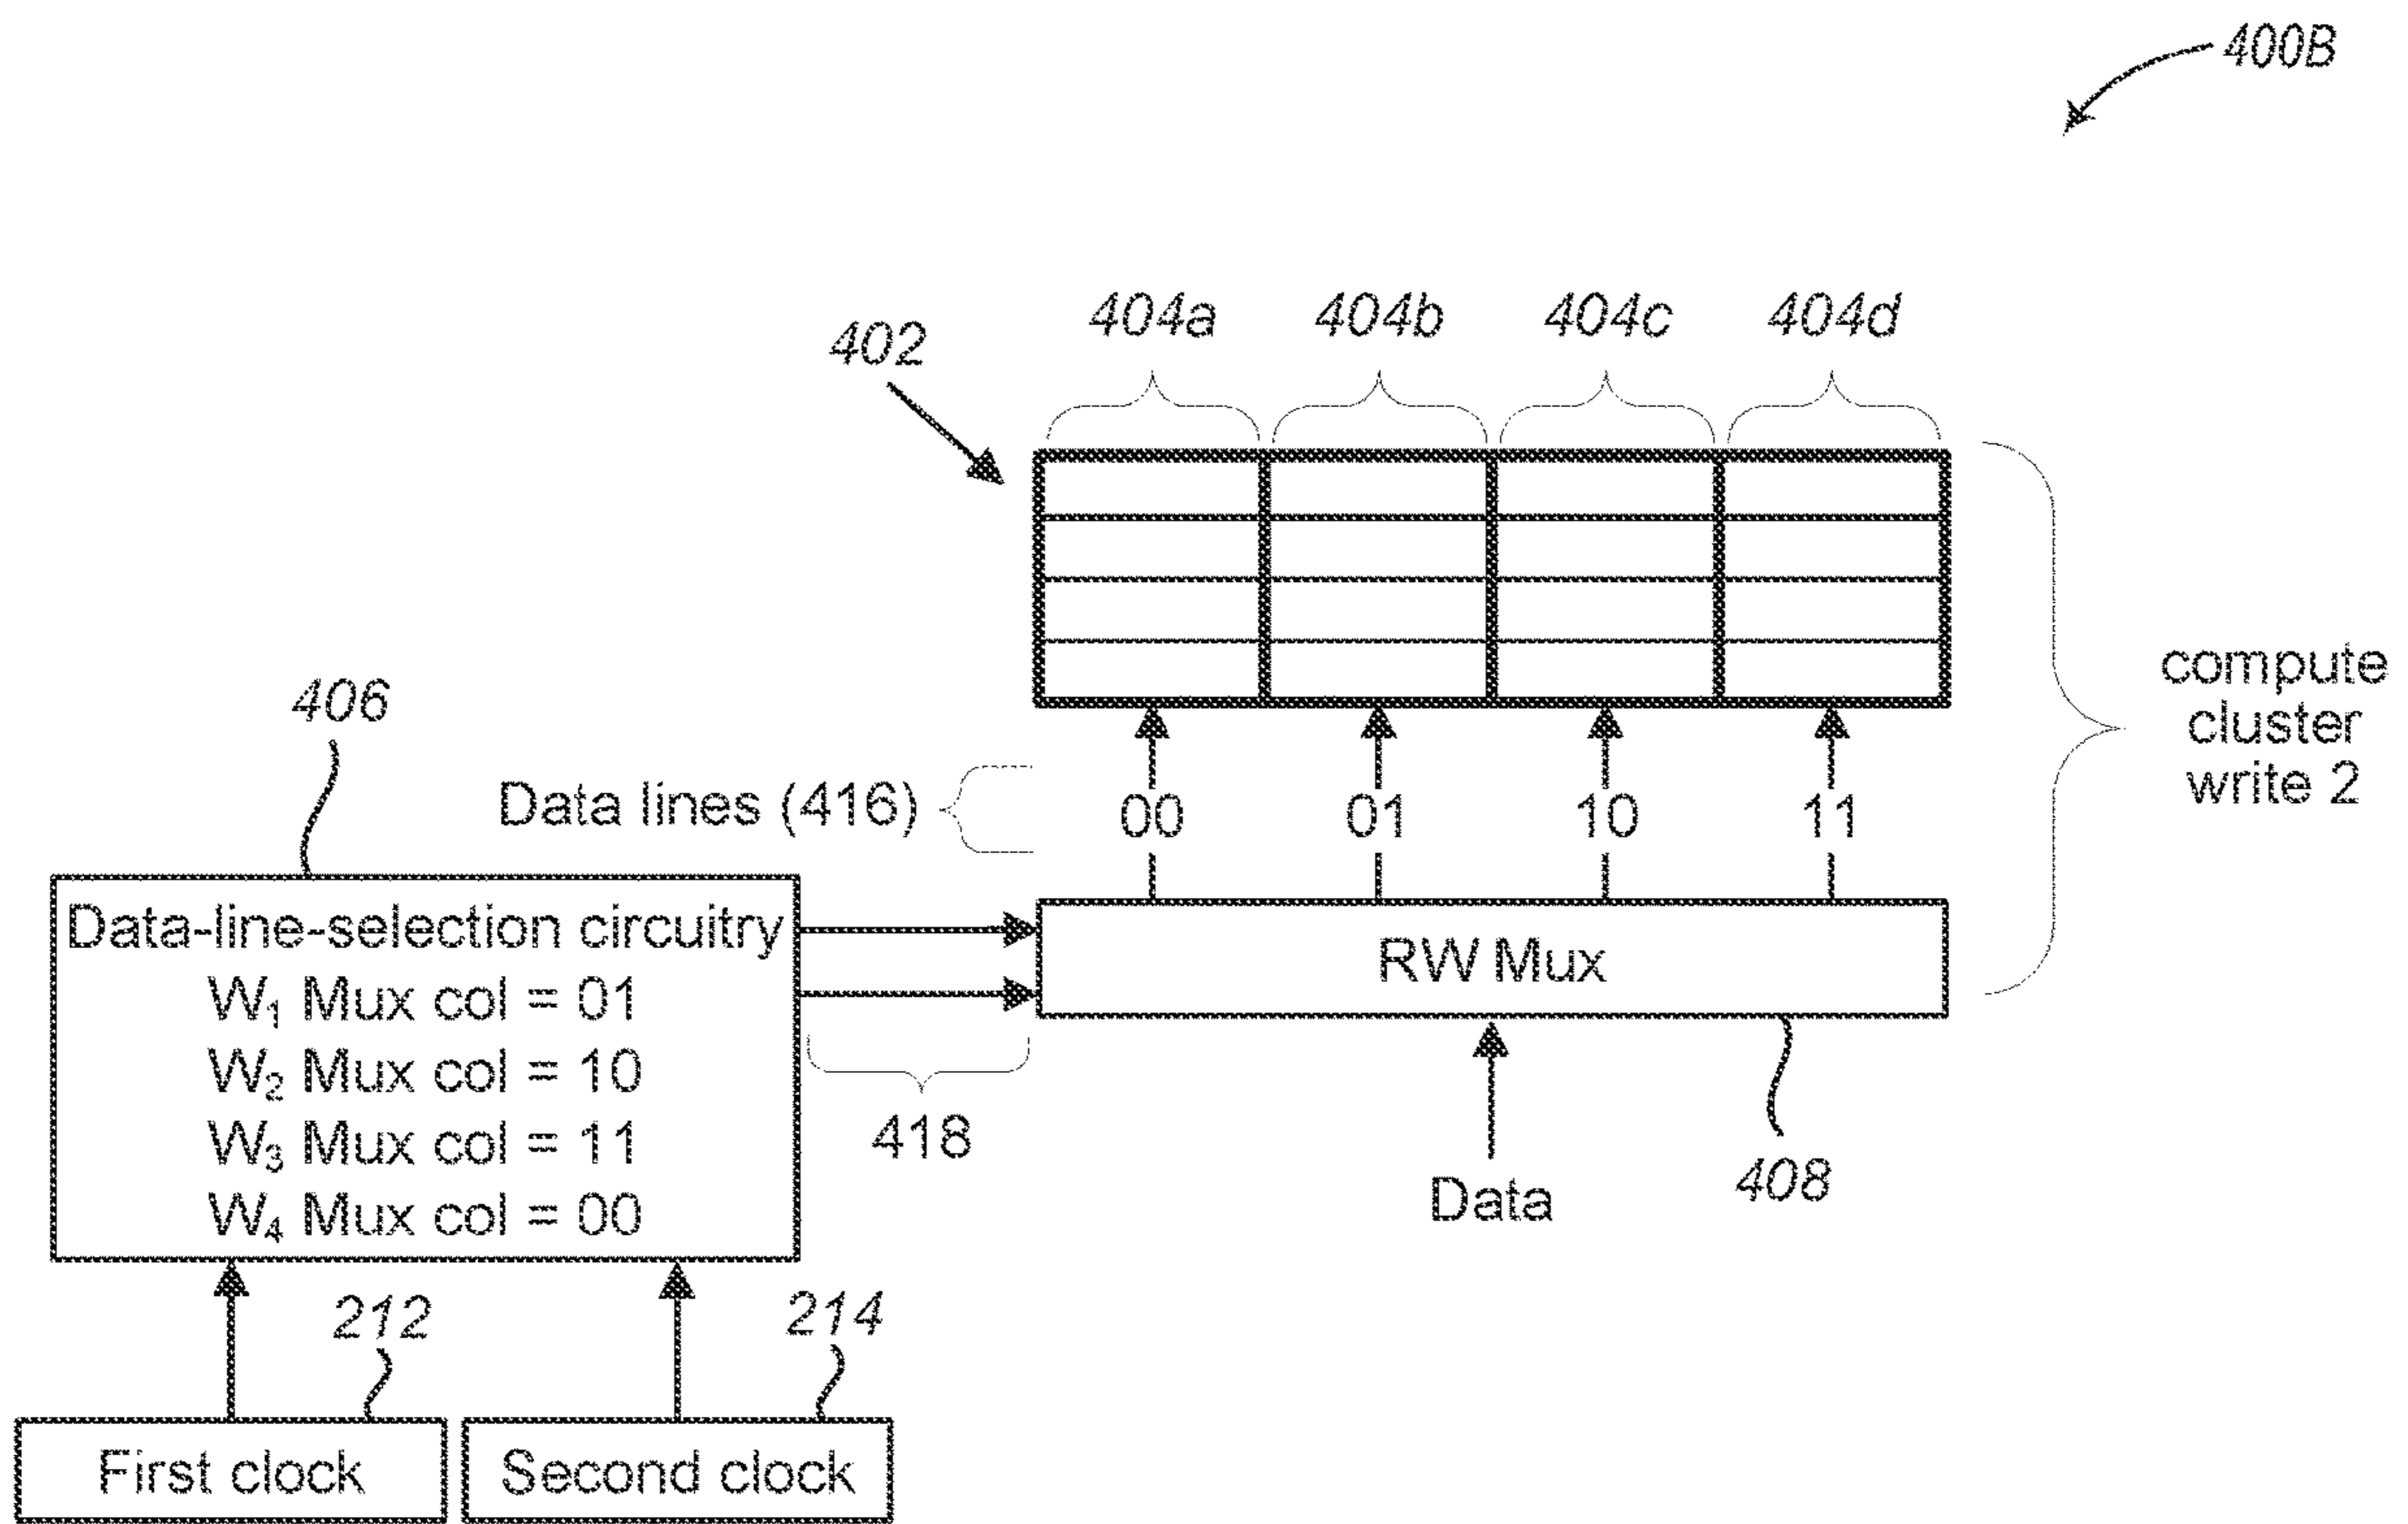 400B
404a 404b 404c 404d
402
406
compute
cluster
write 2
Data lines (416)
00 01 10 11
Data-line-selection circuitry
W₁ Mux col = 01
W₂ Mux col = 10
W₃ Mux col = 11
W₄ Mux col = 00
RW Mux
418
Data
408
212
214
First clock
Second clock